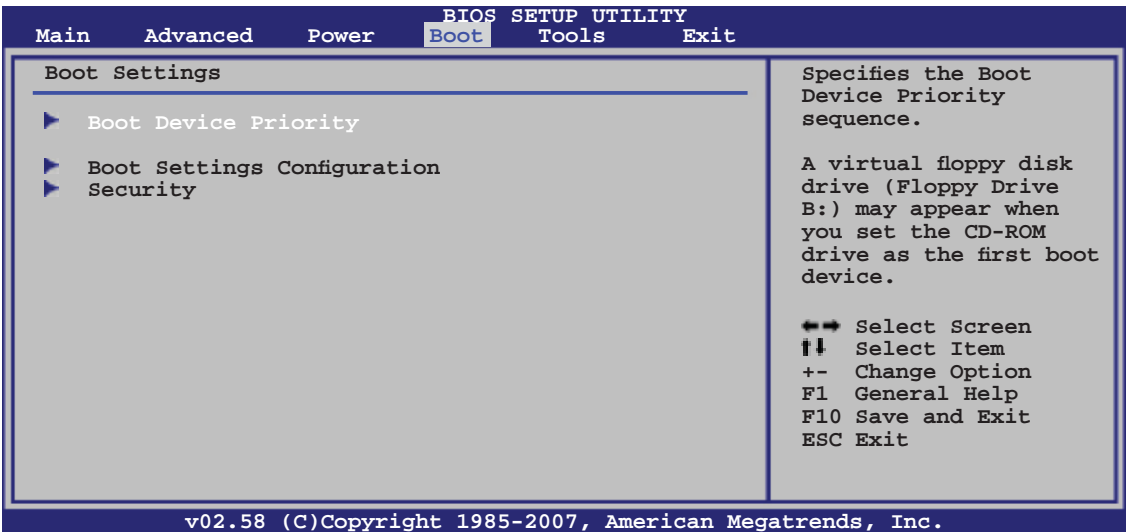 BIOS SETUP UTILITY
Main Advanced Power Boot Tools Exit
Boot Settings
Boot Device Priority
Boot Settings Configuration
Security
Specifies the Boot
Device Priority
sequence.
A virtual floppy disk
drive (Floppy Drive
B:) may appear when
you set the CD-ROM
drive as the first boot
device.
←→ Select Screen
↑↓ Select Item
+- Change Option
F1 General Help
F10 Save and Exit
ESC Exit
v02.58 (C)Copyright 1985-2007, American Megatrends, Inc.